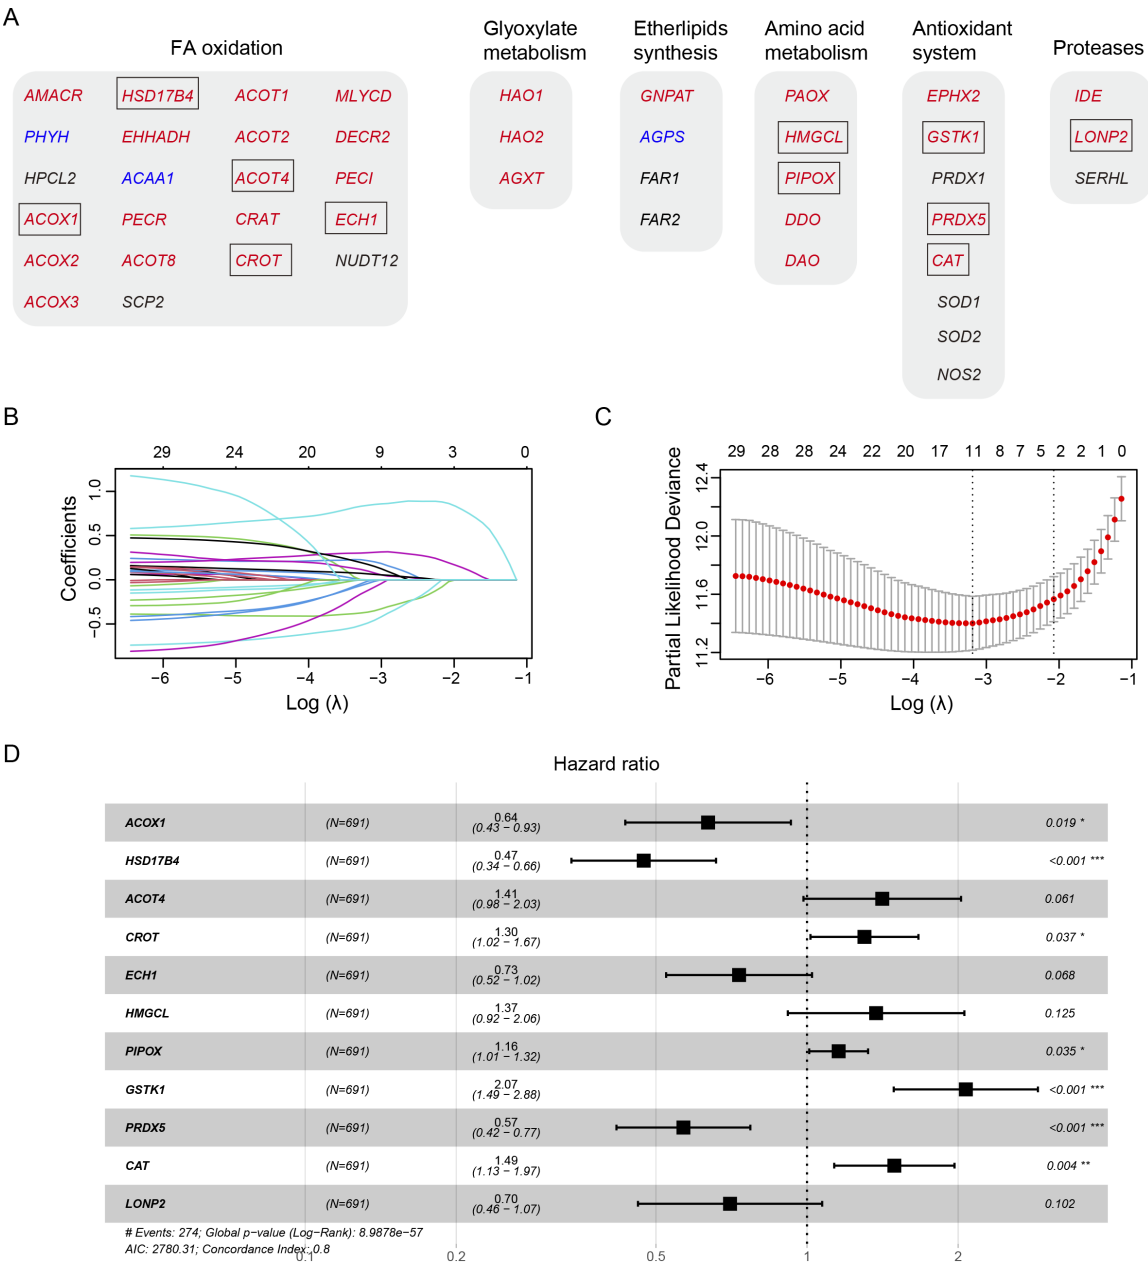 A
FA oxidation
Glyoxylate
metabolism
Etherlipids
synthesis
Amino acid
metabolism
Antioxidant
system
Proteases
AMACR HSD17B4 ACOT1 MLYCD HAO1 GNPAT PAOX EPHX2 IDE
PHYH EHHADH ACOT2 DECR2 HAO2 AGPS HMGCL GSTK1 LONP2
HPCL2 ACAA1 ACOT4 PECI AGXT FAR1 PIPOX PRDX1 SERHL
ACOX1 PECR CRAT ECH1 FAR2 DDO PRDX5
ACOX2 ACOT8 CROT NUDT12 DAO CAT
ACOX3 SCP2 SOD1
SOD2
NOS2
B
29 24 20 9 3 0
Coefficients
1.0
0.5
0.0
−0.5
−6 −5 −4 −3 −2 −1
Log (λ)
C
29 28 28 24 22 20 17 11 8 7 5 2 2 1 0
Partial Likelihood Deviance
12.4
12.0
11.6
11.2
−6 −5 −4 −3 −2 −1
Log (λ)
D
Hazard ratio
ACOX1 (N=691) 0.64 (0.43 − 0.93) 0.019 *
HSD17B4 (N=691) 0.47 (0.34 − 0.66) <0.001 ***
ACOT4 (N=691) 1.41 (0.98 − 2.03) 0.061
CROT (N=691) 1.30 (1.02 − 1.67) 0.037 *
ECH1 (N=691) 0.73 (0.52 − 1.02) 0.068
HMGCL (N=691) 1.37 (0.92 − 2.06) 0.125
PIPOX (N=691) 1.16 (1.01 − 1.32) 0.035 *
GSTK1 (N=691) 2.07 (1.49 − 2.88) <0.001 ***
PRDX5 (N=691) 0.57 (0.42 − 0.77) <0.001 ***
CAT (N=691) 1.49 (1.13 − 1.97) 0.004 **
LONP2 (N=691) 0.70 (0.46 − 1.07) 0.102
# Events: 274; Global p−value (Log−Rank): 8.9878e−57
AIC: 2780.31; Concordance Index: 0.8
0.1 0.2 0.5 1 2